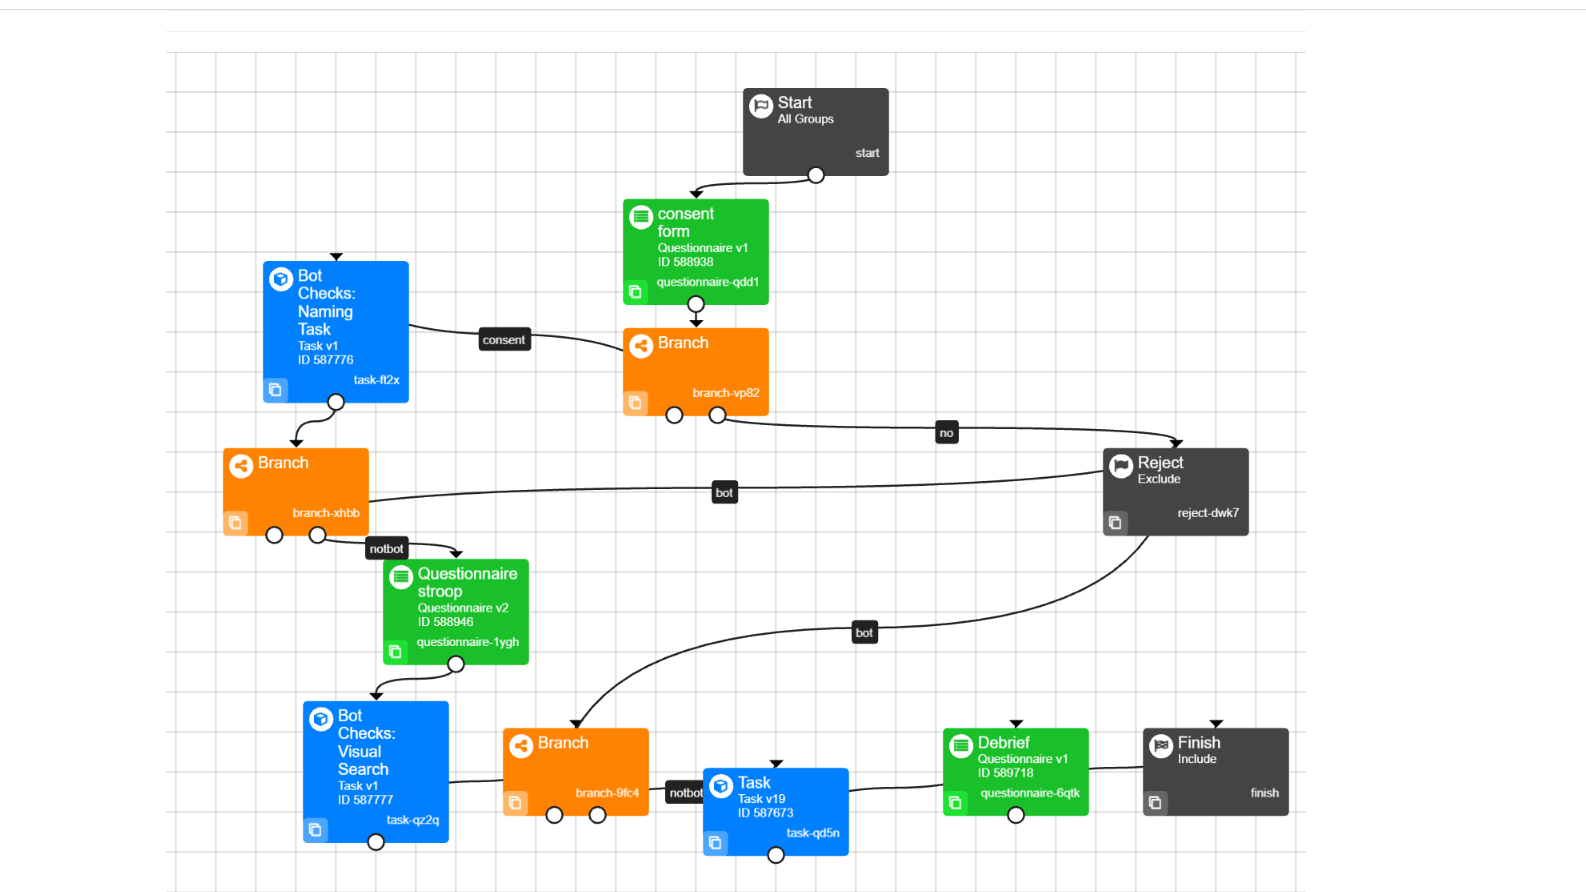 Start
All Groups
start
consent
form
Questionnaire v1
ID 588938
questionnaire-qdd1
Bot
Checks:
Naming
Task
Task v1
ID 587776
task-ft2x
consent
Branch
branch-vp82
no
Branch
branch-xhbb
bot
Reject
Exclude
reject-dwk7
notbot
Questionnaire
stroop
Questionnaire v2
ID 588946
questionnaire-1ygh
bot
Bot
Checks:
Visual
Search
Task v1
ID 587777
task-qz2q
Branch
branch-9fc4
notbot
Task
Task v19
ID 587673
task-qd5n
Debrief
Questionnaire v1
ID 589718
questionnaire-6qtk
Finish
Include
finish